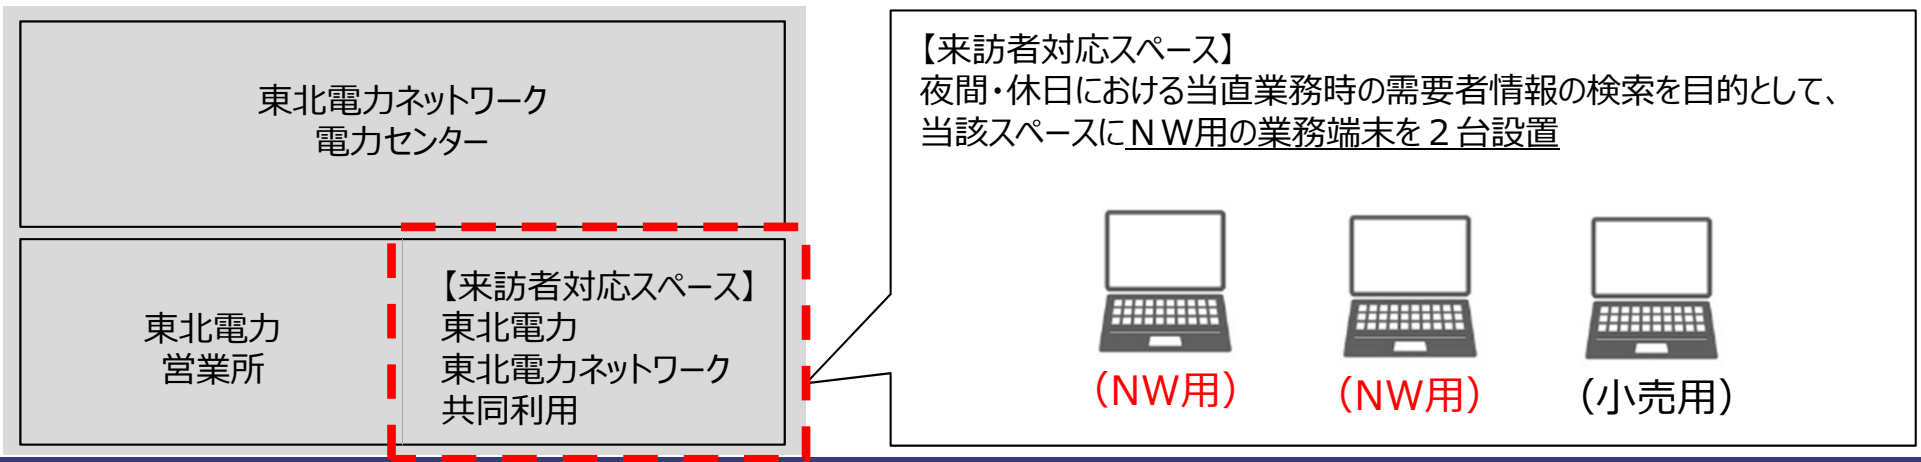 東北電力ネットワーク
電力センター
東北電力
営業所
【来訪者対応スペース】
東北電力
東北電力ネットワーク
共同利用
【来訪者対応スペース】
夜間・休日における当直業務時の需要者情報の検索を目的として、
当該スペースにＮＷ用の業務端末を２台設置
（NW用）
（NW用）
（小売用）